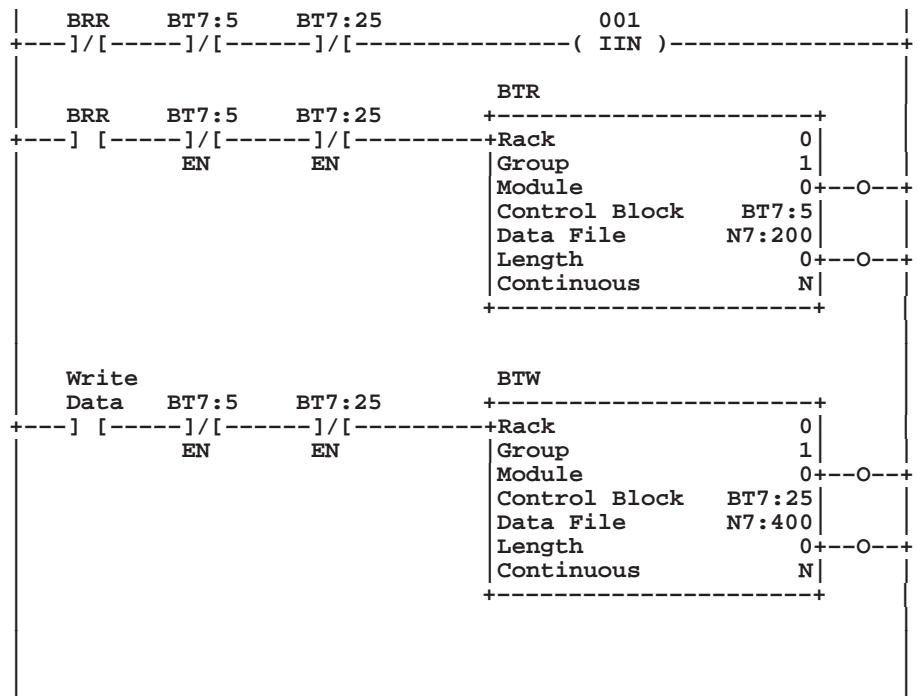 BRR BT7:5 BT7:25 001
+---]/[------]/[------]/[---------------( IIN )----------------+
BTR
BRR BT7:5 BT7:25 +----------------------+
+---] [-----]/[------]/[---------+Rack 0|
EN EN |Group 1|
|Module 0+--O--+
|Control Block BT7:5|
|Data File N7:200|
|Length 0+--O--+
|Continuous N|
+----------------------+
Write BTW
Data BT7:5 BT7:25 +----------------------+
+---] [-----]/[------]/[---------+Rack 0|
EN EN |Group 1|
|Module 0+--O--+
|Control Block BT7:25|
|Data File N7:400|
|Length 0+--O--+
|Continuous N|
+----------------------+